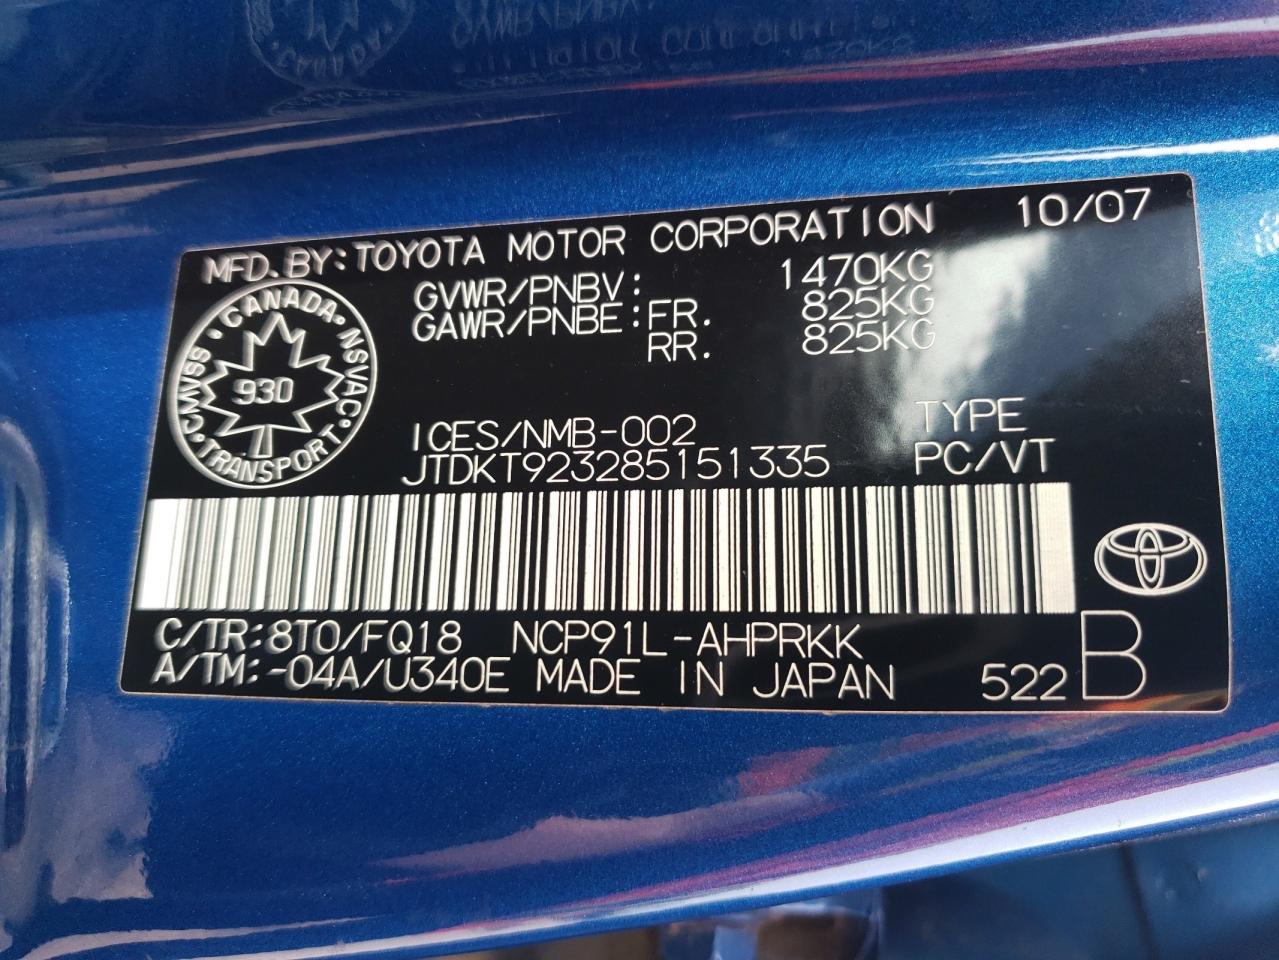 MFD. BY: TOYOTA MOTOR CORPORATION 10/07
GVWR/PNBV: 1470KG
GAWR/PNBE: FR. 825KG
RR. 825KG
CANADA · NSVAC · TRANSPORT · CMVSS
930
ICES/NMB-002 TYPE
JTDKT923285151335 PC/VT
C/TR: 8T0/FQ18 NCP91L-AHPRKK
A/TM: -04A/U340E MADE IN JAPAN 522 B